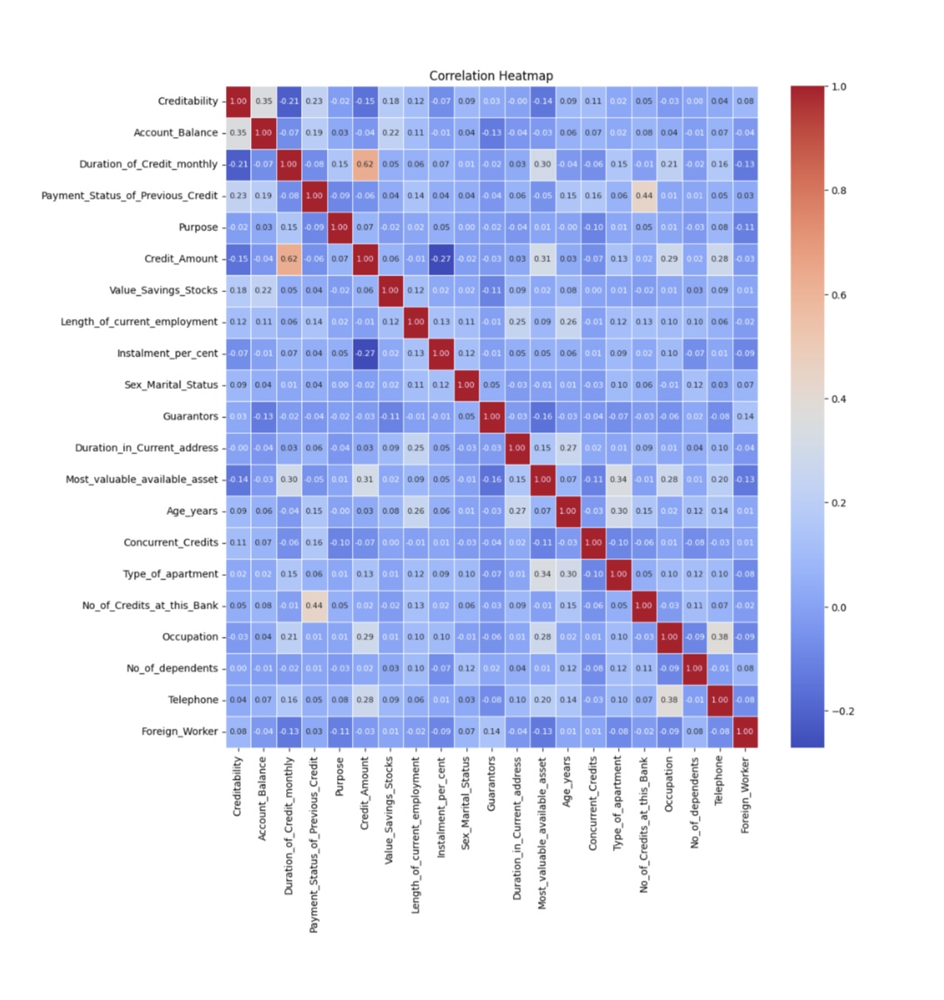 Correlation Heatmap
Creditability 1.00 0.35 -0.21 0.23 -0.02 -0.15 0.18 0.12 -0.07 0.09 0.03 -0.00 -0.14 0.09 0.11 0.02 0.05 -0.03 0.00 0.04 0.08
Account_Balance 0.35 1.00 -0.07 0.19 0.03 -0.04 0.22 0.11 -0.01 0.04 -0.13 -0.04 -0.03 0.06 0.07 0.02 0.08 0.04 -0.01 0.07 -0.04
Duration_of_Credit_monthly -0.21 -0.07 1.00 -0.08 0.15 0.62 0.05 0.06 0.07 0.01 -0.02 0.03 0.30 -0.04 -0.06 0.15 -0.01 0.21 -0.02 0.16 -0.13
Payment_Status_of_Previous_Credit 0.23 0.19 -0.08 1.00 -0.09 -0.06 0.04 0.14 0.04 0.04 -0.04 0.06 -0.05 0.15 0.16 0.06 0.44 0.01 0.01 0.05 0.03
Purpose -0.02 0.03 0.15 -0.09 1.00 0.07 -0.02 0.02 0.05 0.00 -0.02 -0.04 0.01 -0.00 -0.10 0.01 0.05 0.01 -0.03 0.08 -0.11
Credit_Amount -0.15 -0.04 0.62 -0.06 0.07 1.00 0.06 -0.01 -0.27 -0.02 -0.03 0.03 0.31 0.03 -0.07 0.13 0.02 0.29 0.02 0.28 -0.03
Value_Savings_Stocks 0.18 0.22 0.05 0.04 -0.02 0.06 1.00 0.12 0.02 0.02 -0.11 0.09 0.02 0.08 0.00 0.01 -0.02 0.01 0.03 0.09 0.01
Length_of_current_employment 0.12 0.11 0.06 0.14 0.02 -0.01 0.12 1.00 0.13 0.11 -0.01 0.25 0.09 0.26 -0.01 0.12 0.13 0.10 0.10 0.06 -0.02
Instalment_per_cent -0.07 -0.01 0.07 0.04 0.05 -0.27 0.02 0.13 1.00 0.12 -0.01 0.05 0.05 0.06 0.01 0.09 0.02 0.10 -0.07 0.01 -0.09
Sex_Marital_Status 0.09 0.04 0.01 0.04 0.00 -0.02 0.02 0.11 0.12 1.00 0.05 -0.03 -0.01 0.01 -0.03 0.10 0.06 -0.01 0.12 0.03 0.07
Guarantors 0.03 -0.13 -0.02 -0.04 -0.02 -0.03 -0.11 -0.01 -0.01 0.05 1.00 -0.03 -0.16 -0.03 -0.04 -0.07 -0.03 -0.06 0.02 -0.08 0.14
Duration_in_Current_address -0.00 -0.04 0.03 0.06 -0.04 0.03 0.09 0.25 0.05 -0.03 -0.03 1.00 0.15 0.27 0.02 0.01 0.09 0.01 0.04 0.10 -0.04
Most_valuable_available_asset -0.14 -0.03 0.30 -0.05 0.01 0.31 0.02 0.09 0.05 -0.01 -0.16 0.15 1.00 0.07 -0.11 0.34 -0.01 0.28 0.01 0.20 -0.13
Age_years 0.09 0.06 -0.04 0.15 -0.00 0.03 0.08 0.26 0.06 0.01 -0.03 0.27 0.07 1.00 -0.03 0.30 0.15 0.02 0.12 0.14 0.01
Concurrent_Credits 0.11 0.07 -0.06 0.16 -0.10 -0.07 0.00 -0.01 0.01 -0.03 -0.04 0.02 -0.11 -0.03 1.00 -0.10 -0.06 0.01 -0.08 -0.03 0.01
Type_of_apartment 0.02 0.02 0.15 0.06 0.01 0.13 0.01 0.12 0.09 0.10 -0.07 0.01 0.34 0.30 -0.10 1.00 0.05 0.10 0.12 0.10 -0.08
No_of_Credits_at_this_Bank 0.05 0.08 -0.01 0.44 0.05 0.02 -0.02 0.13 0.02 0.06 -0.03 0.09 -0.01 0.15 -0.06 0.05 1.00 -0.03 0.11 0.07 -0.02
Occupation -0.03 0.04 0.21 0.01 0.01 0.29 0.01 0.10 0.10 -0.01 -0.06 0.01 0.28 0.02 0.01 0.10 -0.03 1.00 -0.09 0.38 -0.09
No_of_dependents 0.00 -0.01 -0.02 0.01 -0.03 0.02 0.03 0.10 -0.07 0.12 0.02 0.04 0.01 0.12 -0.08 0.12 0.11 -0.09 1.00 -0.01 0.08
Telephone 0.04 0.07 0.16 0.05 0.08 0.28 0.09 0.06 0.01 0.03 -0.08 0.10 0.20 0.14 -0.03 0.10 0.07 0.38 -0.01 1.00 -0.08
Foreign_Worker 0.08 -0.04 -0.13 0.03 -0.11 -0.03 0.01 -0.02 -0.09 0.07 0.14 -0.04 -0.13 0.01 0.01 -0.08 -0.02 -0.09 0.08 -0.08 1.00
Creditability
Account_Balance
Duration_of_Credit_monthly
Payment_Status_of_Previous_Credit
Purpose
Credit_Amount
Value_Savings_Stocks
Length_of_current_employment
Instalment_per_cent
Sex_Marital_Status
Guarantors
Duration_in_Current_address
Most_valuable_available_asset
Age_years
Concurrent_Credits
Type_of_apartment
No_of_Credits_at_this_Bank
Occupation
No_of_dependents
Telephone
Foreign_Worker
1.0
0.8
0.6
0.4
0.2
0.0
−0.2